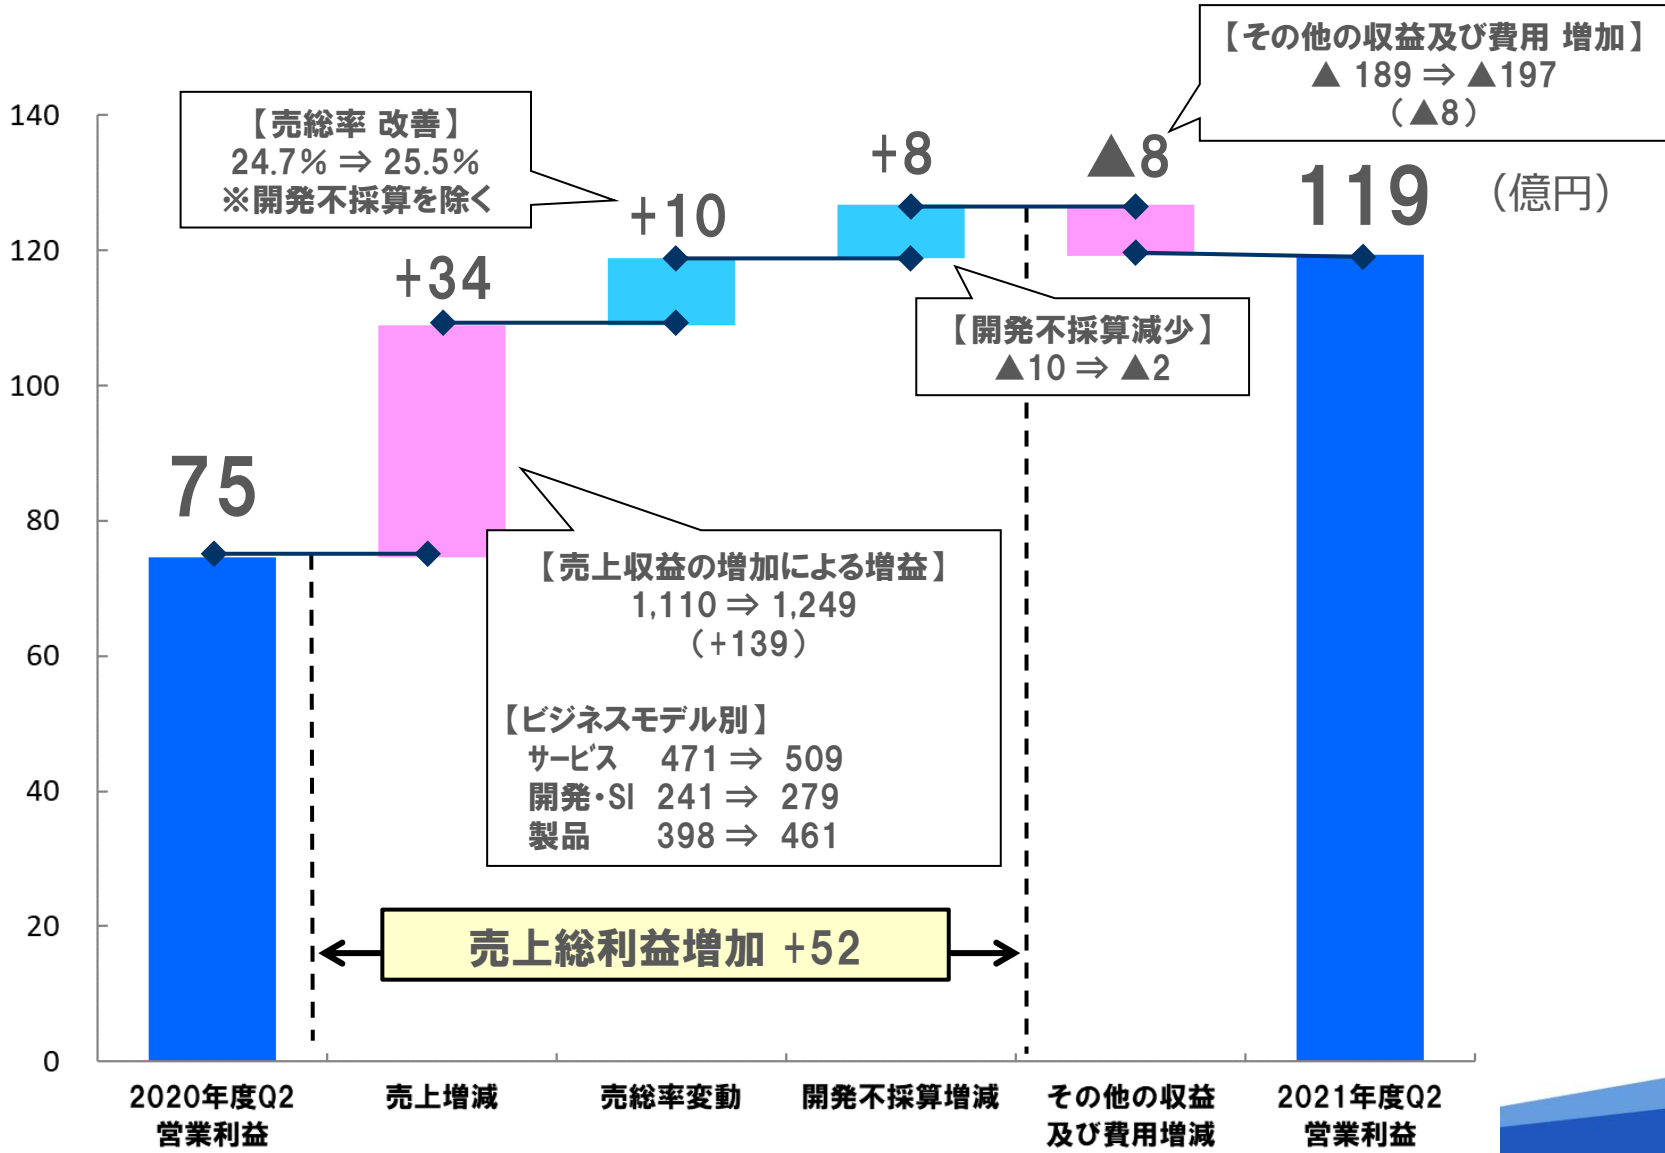 【その他の収益及び費用 増加】
▲ 189 ⇒ ▲197
（▲8）
【売総率 改善】
24.7% ⇒ 25.5%
※開発不採算を除く
（億円）
75
+34
+10
+8
▲8
119
【開発不採算減少】
▲10 ⇒ ▲2
【売上収益の増加による増益】
1,110 ⇒ 1,249
（+139）
【ビジネスモデル別】
サービス 471 ⇒ 509
開発・SI 241 ⇒ 279
製品 398 ⇒ 461
売上総利益増加 +52
140
120
100
80
60
40
20
0
2020年度Q2
営業利益
売上増減
売総率変動
開発不採算増減
その他の収益
及び費用増減
2021年度Q2
営業利益